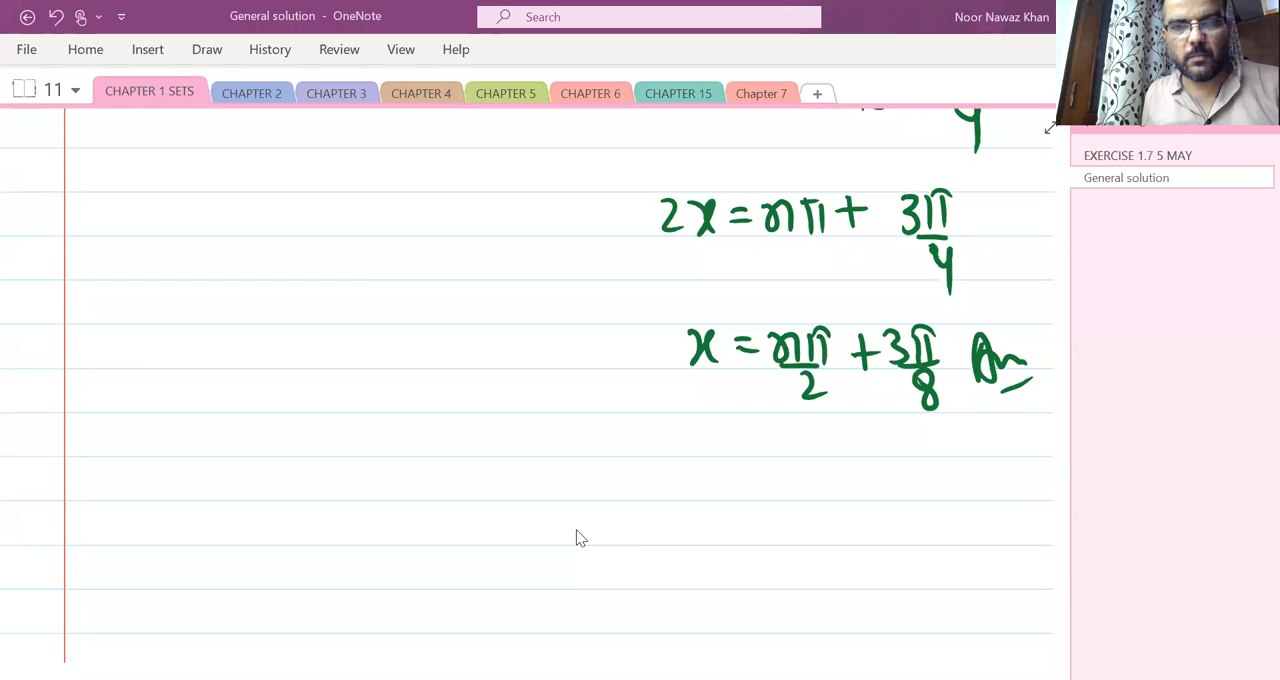 General solution - OneNote
Search
Noor Nawaz Khan
File Home Insert Draw History Review View Help
11
CHAPTER 1 SETS CHAPTER 2 CHAPTER 3 CHAPTER 4 CHAPTER 5 CHAPTER 6 CHAPTER 15 Chapter 7 +
EXERCISE 1.7 5 MAY
General solution
4
2x = nπ + 3π/4
x = nπ/2 + 3π/8 Ans